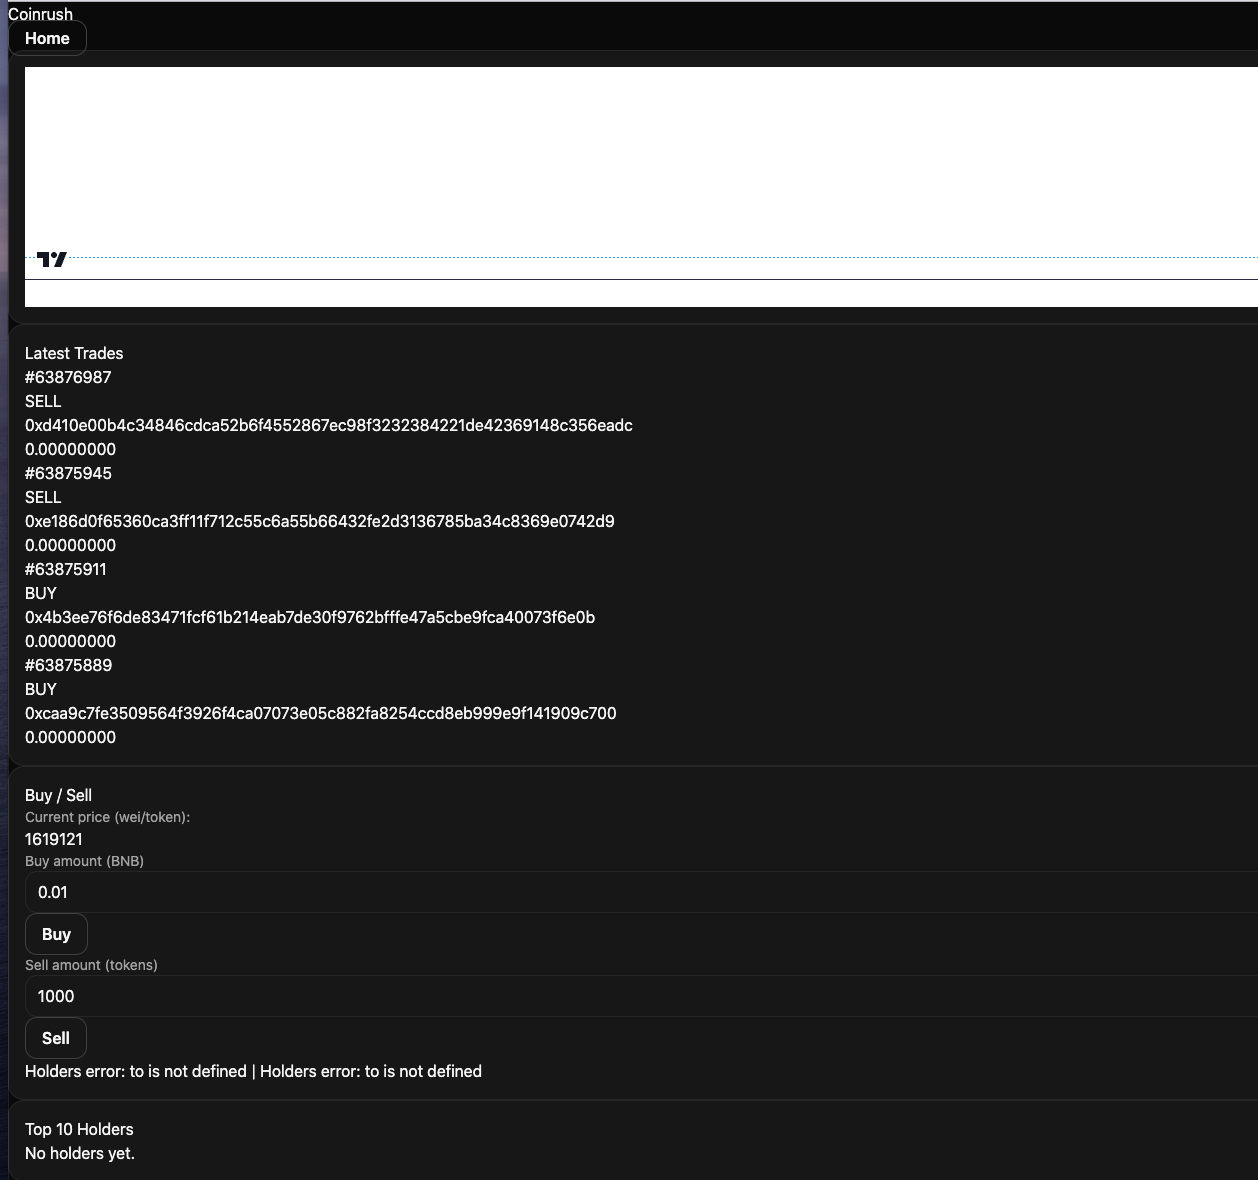 Coinrush
Home
Latest Trades
#63876987
SELL
0xd410e00b4c34846cdca52b6f4552867ec98f3232384221de42369148c356eadc
0.00000000
#63875945
SELL
0xe186d0f65360ca3ff11f712c55c6a55b66432fe2d3136785ba34c8369e0742d9
0.00000000
#63875911
BUY
0x4b3ee76f6de83471fcf61b214eab7de30f9762bfffe47a5cbe9fca40073f6e0b
0.00000000
#63875889
BUY
0xcaa9c7fe3509564f3926f4ca07073e05c882fa8254ccd8eb999e9f141909c700
0.00000000
Buy / Sell
Current price (wei/token):
1619121
Buy amount (BNB)
0.01
Buy
Sell amount (tokens)
1000
Sell
Holders error: to is not defined | Holders error: to is not defined
Top 10 Holders
No holders yet.